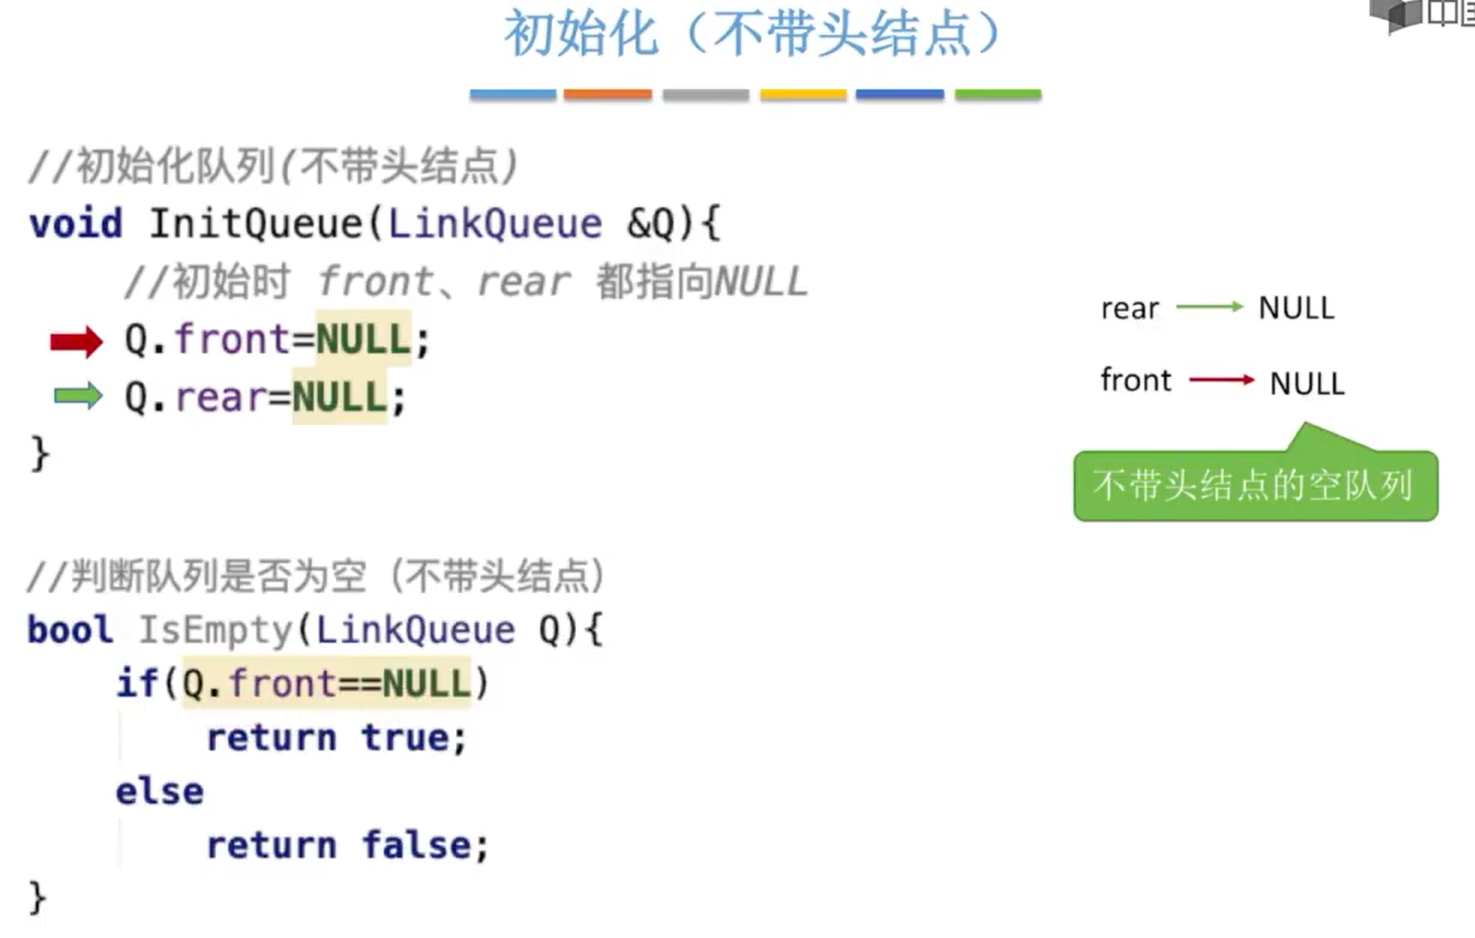 初始化（不带头结点）
中国
//初始化队列(不带头结点)
void InitQueue(LinkQueue &Q){
//初始时 front、rear 都指向NULL
Q.front=NULL;
Q.rear=NULL;
}
rear NULL
front NULL
不带头结点的空队列
//判断队列是否为空（不带头结点）
bool IsEmpty(LinkQueue Q){
if(Q.front==NULL)
return true;
else
return false;
}